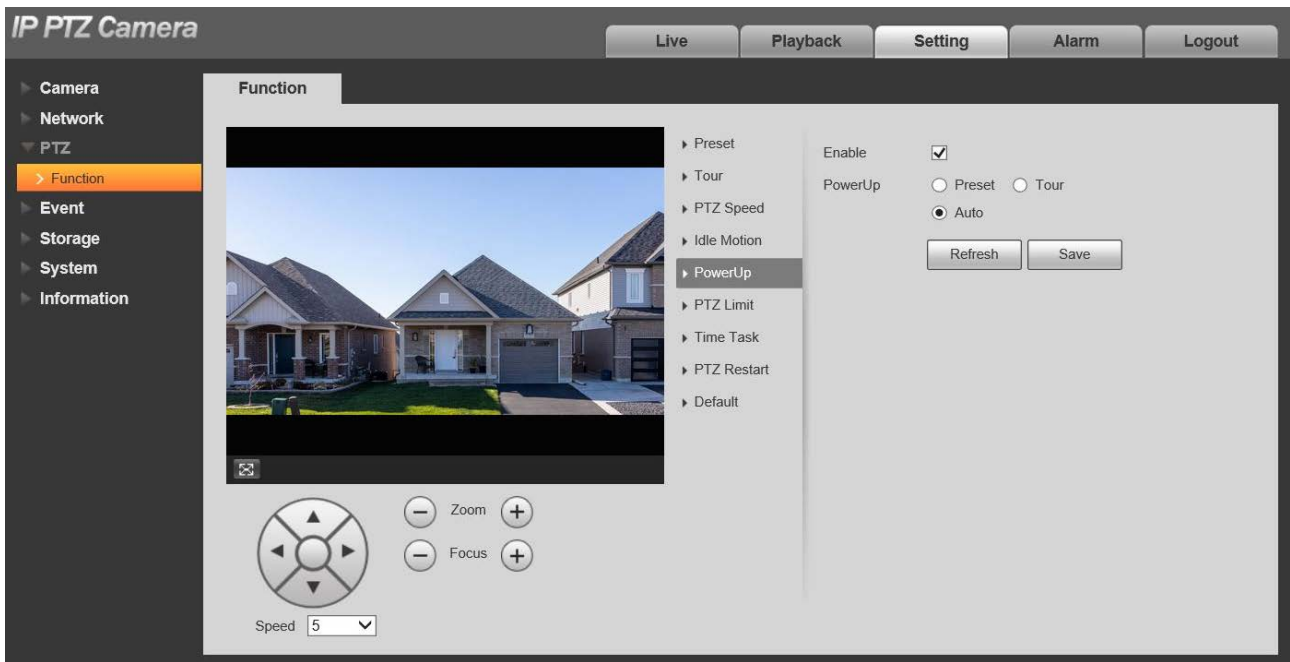 IP PTZ Camera
Live Playback Setting Alarm Logout
Camera
Network
PTZ
Function
Event
Storage
System
Information
Function
Preset
Tour
PTZ Speed
Idle Motion
PowerUp
PTZ Limit
Time Task
PTZ Restart
Default
Enable
PowerUp Preset Tour
Auto
Refresh Save
Zoom
Focus
Speed 5